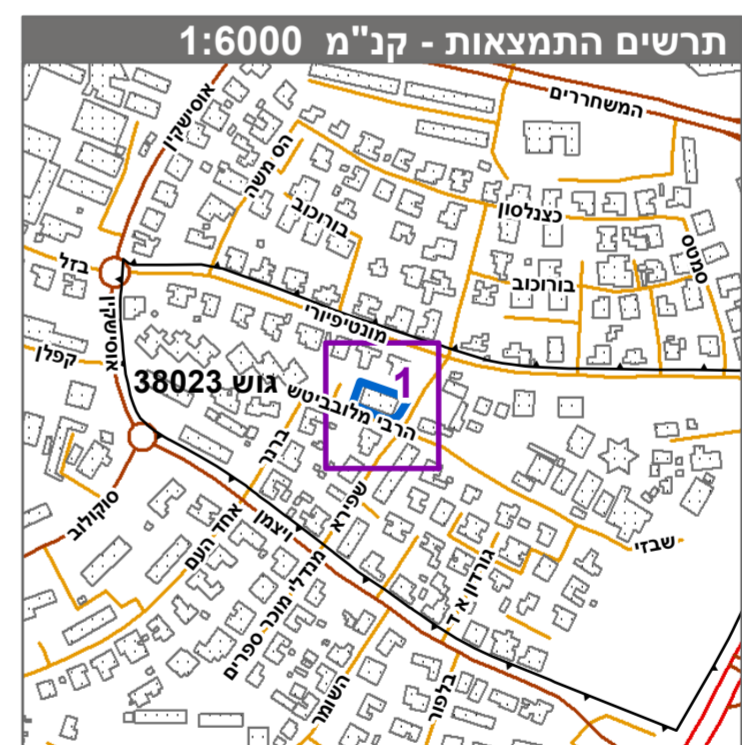 תרשים התמצאות - קנ"מ 1:6000
המשחררים
אוסישקין
הס משה
כצנלסון
בורוכוב
סמטס
בזל
בורוכוב
אוסישקין
מונטיפיורי
קפלן
גוש 38023
1
הרבי מלובביטש
ברנר
שפירא
סוקולוב
אחד העם
ויצמן
שבזי
גורדון א ד
מנדלי מוכר ספרים
השומר
בלפור